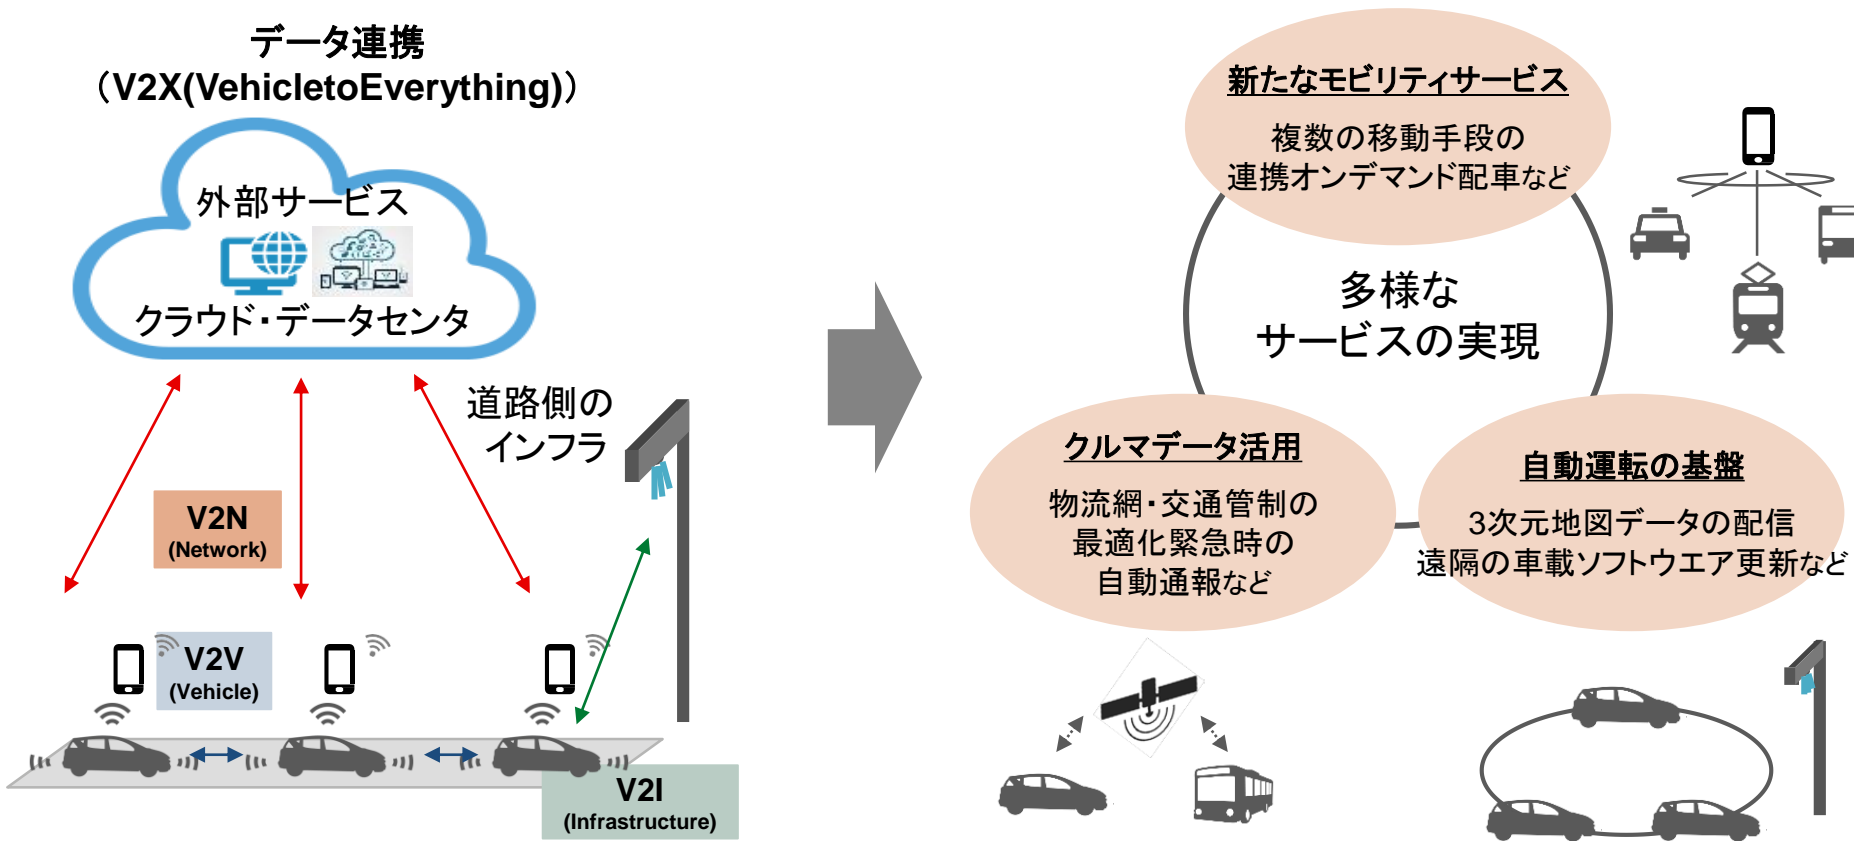 データ連携
（V2X(VehicletoEverything)）
外部サービス
クラウド・データセンタ
道路側の
インフラ
V2N
(Network)
V2V
(Vehicle)
V2I
(Infrastructure)
新たなモビリティサービス
複数の移動手段の
連携オンデマンド配車など
多様な
サービスの実現
クルマデータ活用
物流網・交通管制の
最適化緊急時の
自動通報など
自動運転の基盤
3次元地図データの配信
遠隔の車載ソフトウエア更新など